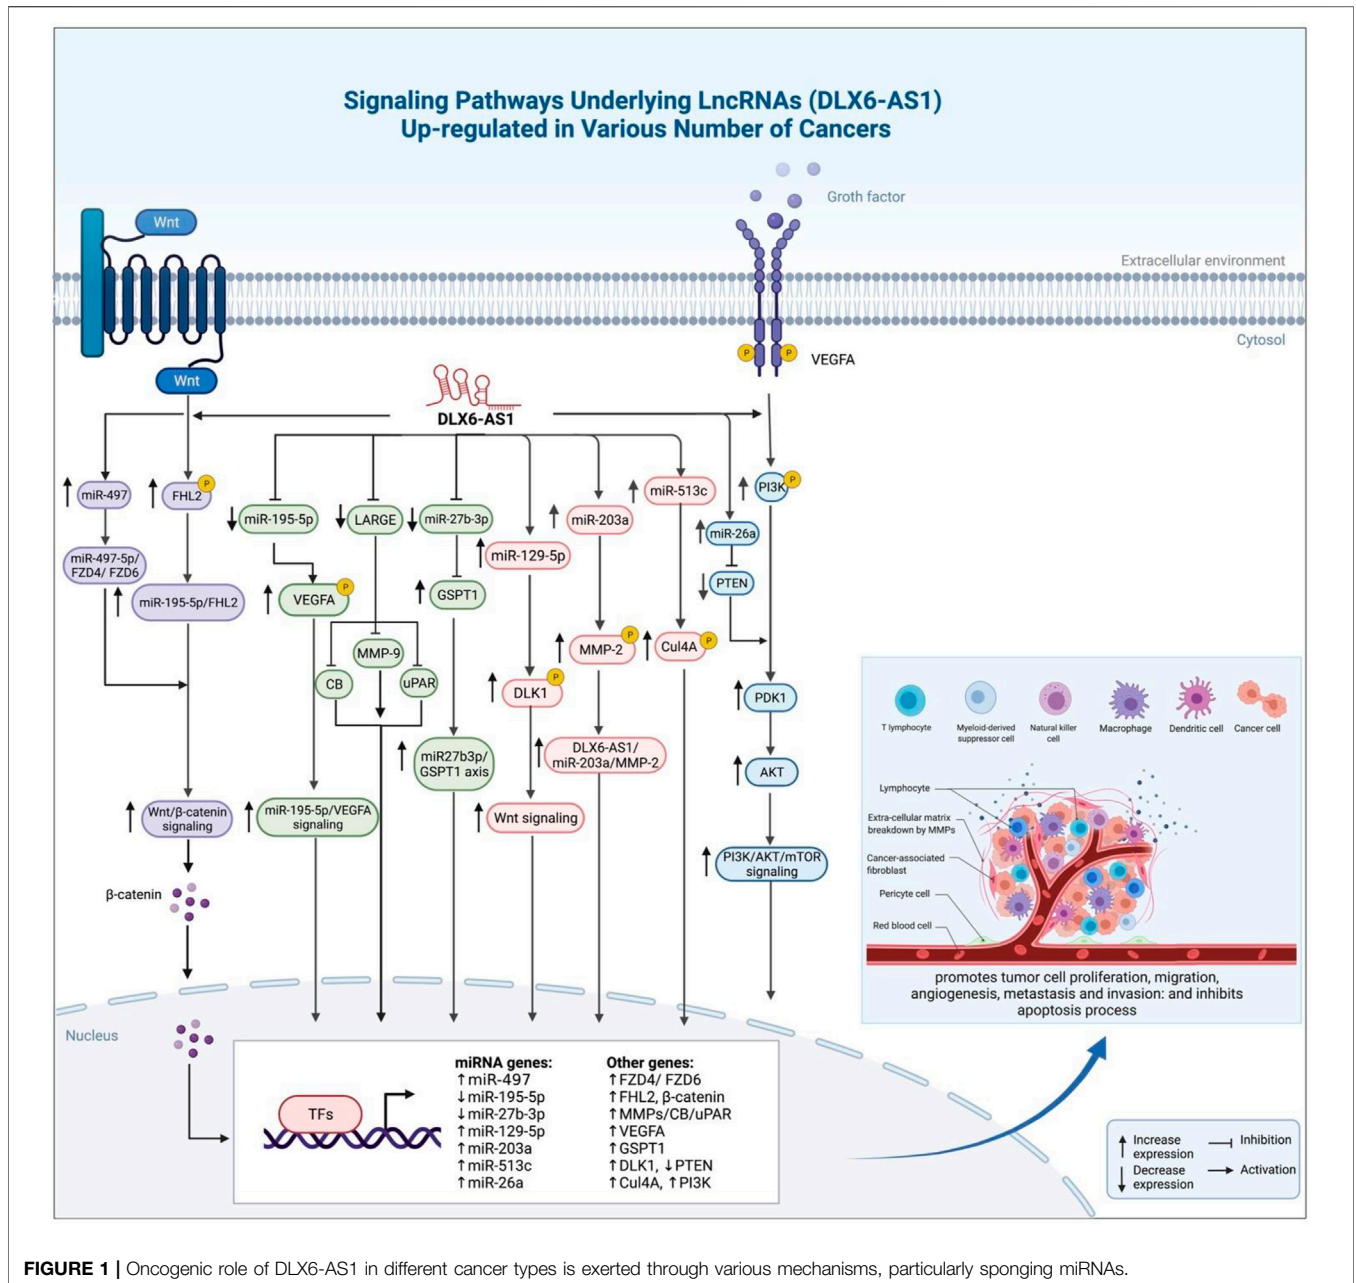 Signaling Pathways Underlying LncRNAs (DLX6-AS1)
Up-regulated in Various Number of Cancers
Groth factor
Wnt
Extracellular environment
Cytosol
P
P
VEGFA
Wnt
DLX6-AS1
miR-497
FHL2
P
miR-195-5p
LARGE
miR-27b-3p
miR-129-5p
miR-203a
miR-513c
PI3K
P
miR-26a
PTEN
miR-497-5p/
FZD4/ FZD6
miR-195-5p/FHL2
VEGFA
P
GSPT1
MMP-9
CB
uPAR
DLK1
P
MMP-2
P
Cul4A
P
PDK1
miR27b3p/
GSPT1 axis
DLX6-AS1/
miR-203a/MMP-2
AKT
Wnt/β-catenin
signaling
miR-195-5p/VEGFA
signaling
Wnt signaling
PI3K/AKT/mTOR
signaling
β-catenin
T lymphocyte
Myeloid-derived
suppressor cell
Natural killer
cell
Macrophage
Dendritic cell
Cancer cell
Lymphocyte
Extra-cellular matrix
breakdown by MMPs
Cancer-associated
fibroblast
Pericyte cell
Red blood cell
promotes tumor cell proliferation, migration,
angiogenesis, metastasis and invasion: and inhibits
apoptosis process
Nucleus
TFs
miRNA genes:
↑miR-497
↓miR-195-5p
↓miR-27b-3p
↑miR-129-5p
↑miR-203a
↑miR-513c
↑miR-26a
Other genes:
↑FZD4/ FZD6
↑FHL2, β-catenin
↑MMPs/CB/uPAR
↑VEGFA
↑GSPT1
↑DLK1, ↓PTEN
↑Cul4A, ↑PI3K
Increase
expression
Decrease
expression
Inhibition
Activation
FIGURE 1 | Oncogenic role of DLX6-AS1 in different cancer types is exerted through various mechanisms, particularly sponging miRNAs.